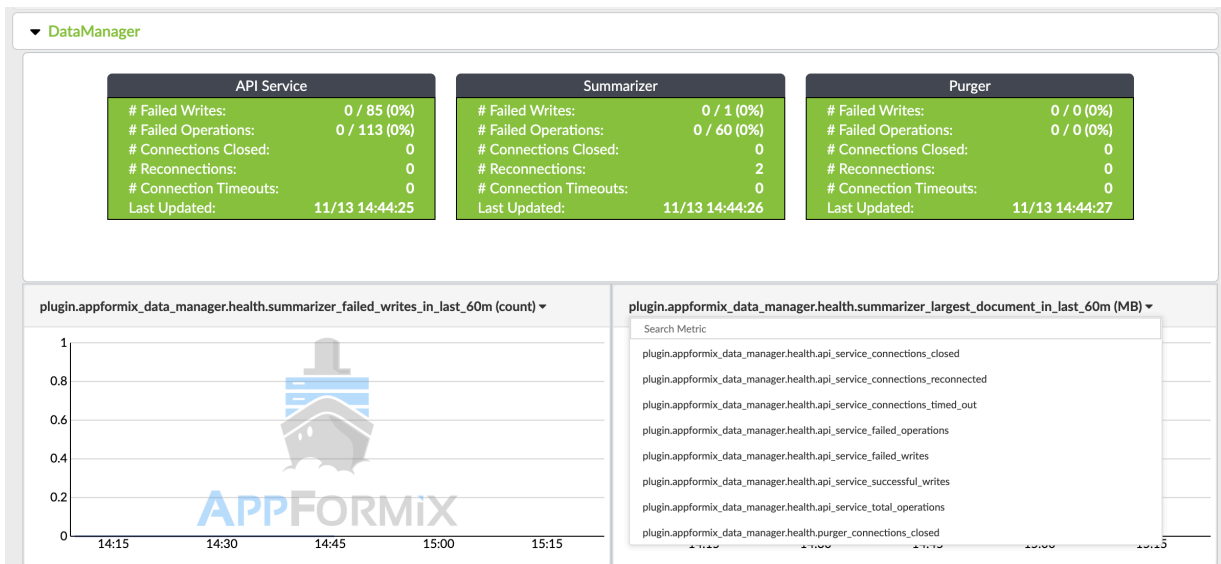 DataManager
API Service
# Failed Writes: 0 / 85 (0%)
# Failed Operations: 0 / 113 (0%)
# Connections Closed: 0
# Reconnections: 0
# Connection Timeouts: 0
Last Updated: 11/13 14:44:25
Summarizer
# Failed Writes: 0 / 1 (0%)
# Failed Operations: 0 / 60 (0%)
# Connections Closed: 0
# Reconnections: 2
# Connection Timeouts: 0
Last Updated: 11/13 14:44:26
Purger
# Failed Writes: 0 / 0 (0%)
# Failed Operations: 0 / 0 (0%)
# Connections Closed: 0
# Reconnections: 0
# Connection Timeouts: 0
Last Updated: 11/13 14:44:27
plugin.appformix_data_manager.health.summarizer_failed_writes_in_last_60m (count)
1
0.8
0.6
0.4
0.2
0
APPFORMIX
14:15 14:30 14:45 15:00 15:15
plugin.appformix_data_manager.health.summarizer_largest_document_in_last_60m (MB)
Search Metric
plugin.appformix_data_manager.health.api_service_connections_closed
plugin.appformix_data_manager.health.api_service_connections_reconnected
plugin.appformix_data_manager.health.api_service_connections_timed_out
plugin.appformix_data_manager.health.api_service_failed_operations
plugin.appformix_data_manager.health.api_service_failed_writes
plugin.appformix_data_manager.health.api_service_successful_writes
plugin.appformix_data_manager.health.api_service_total_operations
plugin.appformix_data_manager.health.purger_connections_closed